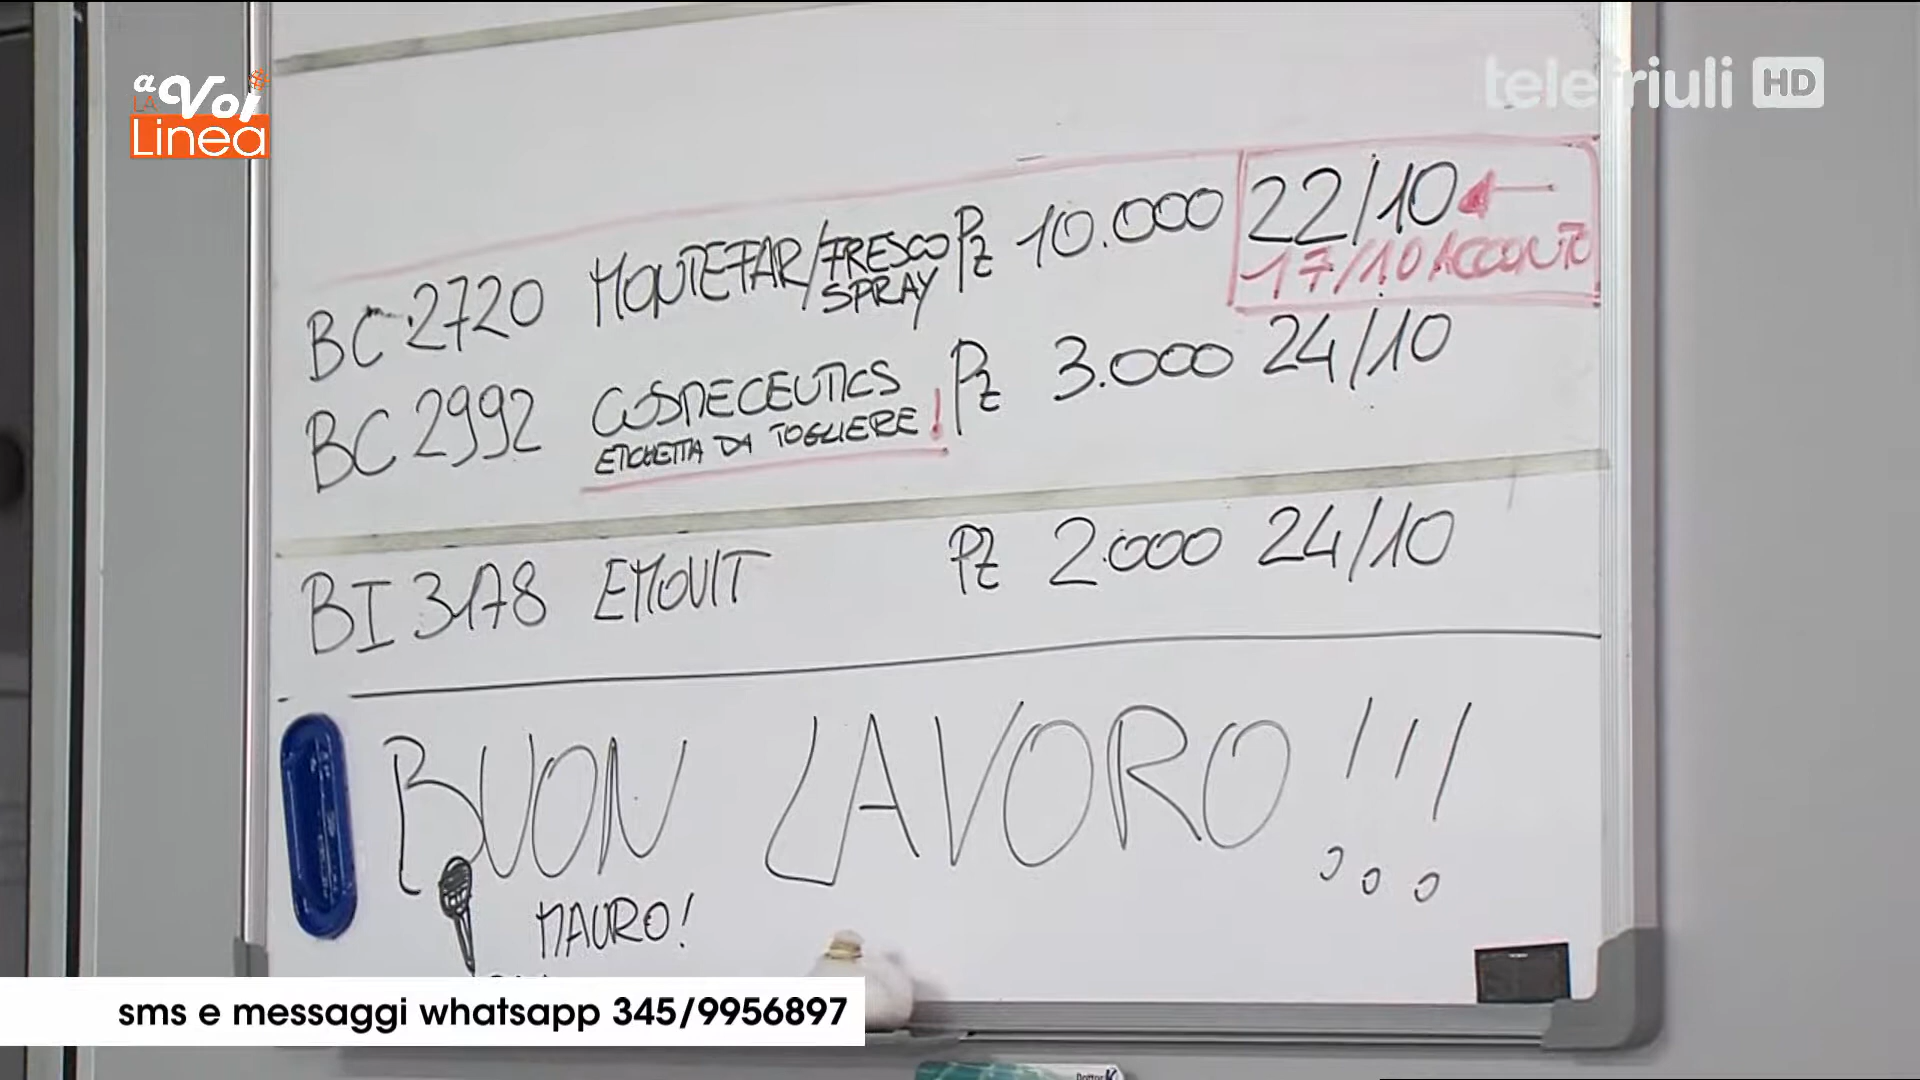 a Voi
LA
Linea
telefriuli HD
BC 2720 MONTEFAR/FRESCO SPRAY PZ 10.000 22/10
17/10 ACCONTO
BC 2992 COSMECEUTICS PZ 3.000 24/10
ETICHETTA DA TOGLIERE!
BI 3178 EMOVIT PZ 2.000 24/10
BUON LAVORO!!!
MAURO!
sms e messaggi whatsapp 345/9956897